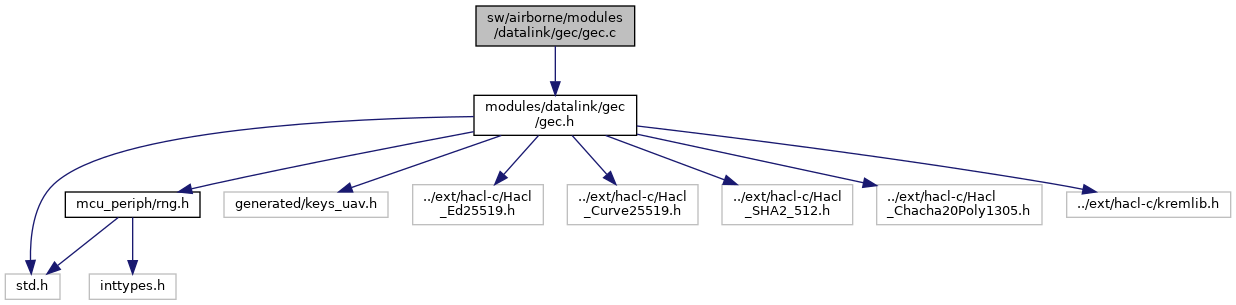 sw/airborne/modules
/datalink/gec/gec.c
modules/datalink/gec
/gec.h
mcu_periph/rng.h
generated/keys_uav.h
../ext/hacl-c/Hacl
_Ed25519.h
../ext/hacl-c/Hacl
_Curve25519.h
../ext/hacl-c/Hacl
_SHA2_512.h
../ext/hacl-c/Hacl
_Chacha20Poly1305.h
../ext/hacl-c/kremlib.h
std.h
inttypes.h